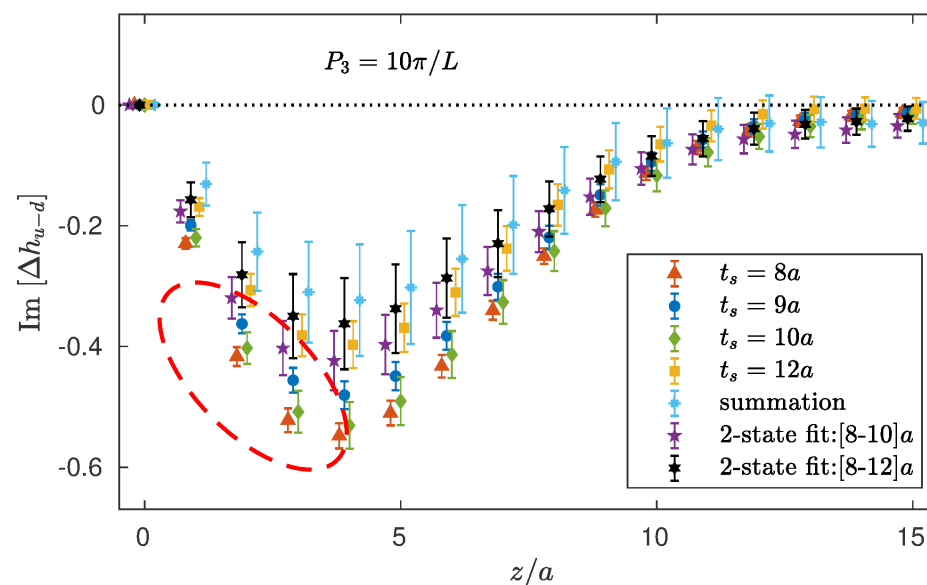 P₃ = 10π/L
0
-0.2
-0.4
-0.6
Im [Δh_{u−d}]
0 5 10 15
z/a
t_s = 8a
t_s = 9a
t_s = 10a
t_s = 12a
summation
2-state fit:[8-10]a
2-state fit:[8-12]a